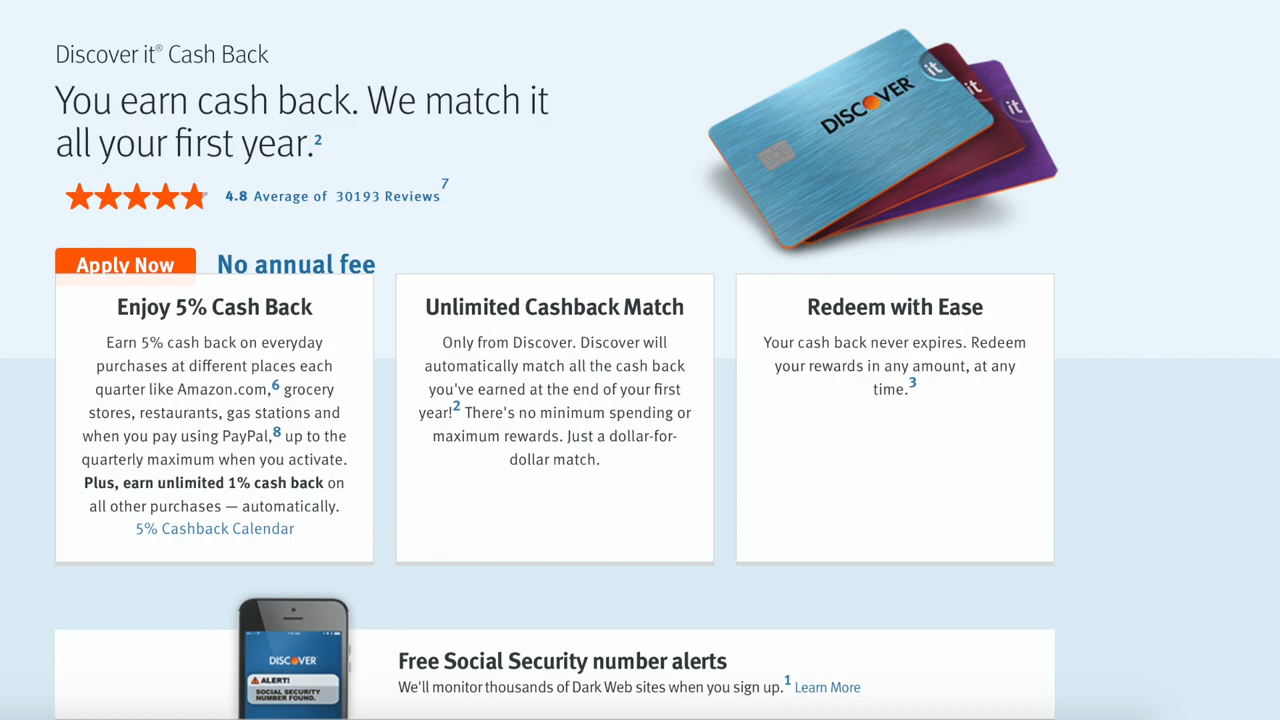 Discover it® Cash Back
You earn cash back. We match it
all your first year.2
4.8 Average of 30193 Reviews7
Apply Now
No annual fee
DISCOVER
it
it
it
Enjoy 5% Cash Back
Earn 5% cash back on everyday
purchases at different places each
quarter like Amazon.com,6 grocery
stores, restaurants, gas stations and
when you pay using PayPal,8 up to the
quarterly maximum when you activate.
Plus, earn unlimited 1% cash back on
all other purchases — automatically.
5% Cashback Calendar
Unlimited Cashback Match
Only from Discover. Discover will
automatically match all the cash back
you've earned at the end of your first
year!2 There's no minimum spending or
maximum rewards. Just a dollar-for-
dollar match.
Redeem with Ease
Your cash back never expires. Redeem
your rewards in any amount, at any
time.3
DISCOVER
ALERT!
SOCIAL SECURITY
NUMBER FOUND.
Free Social Security number alerts
We'll monitor thousands of Dark Web sites when you sign up.1 Learn More